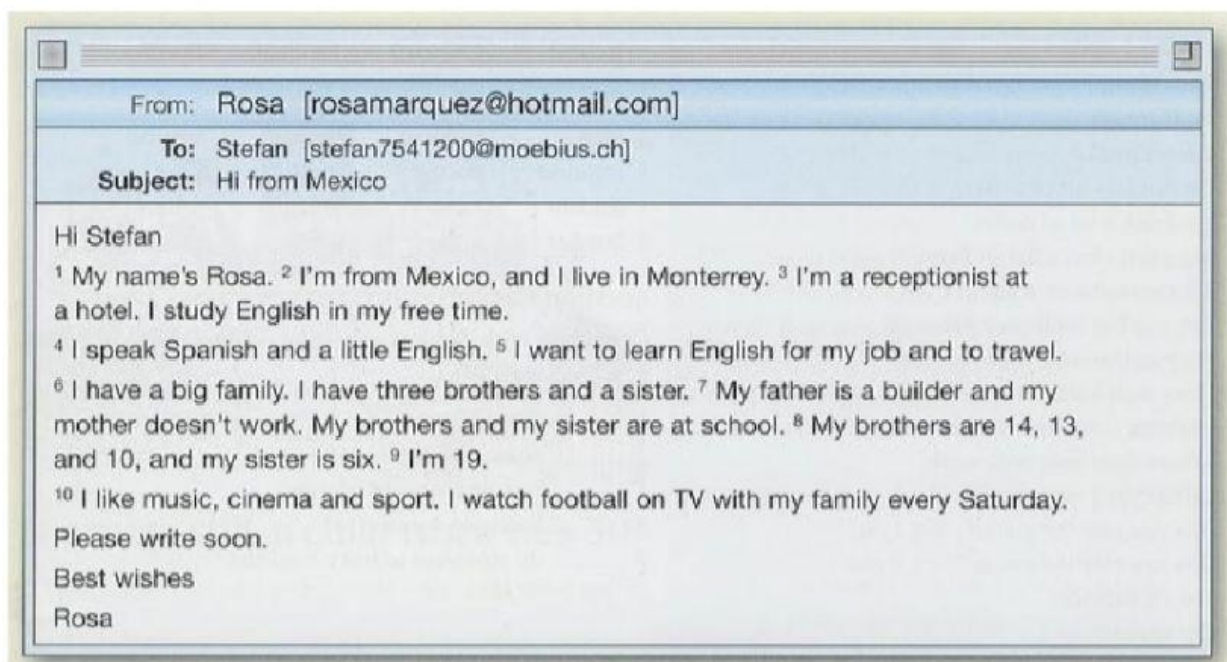 From: Rosa [rosamarquez@hotmail.com]
To: Stefan [stefan7541200@moebius.ch]
Subject: Hi from Mexico
Hi Stefan
¹ My name's Rosa. ² I'm from Mexico, and I live in Monterrey. ³ I'm a receptionist at
a hotel. I study English in my free time.
⁴ I speak Spanish and a little English. ⁵ I want to learn English for my job and to travel.
⁶ I have a big family. I have three brothers and a sister. ⁷ My father is a builder and my
mother doesn't work. My brothers and my sister are at school. ⁸ My brothers are 14, 13,
and 10, and my sister is six. ⁹ I'm 19.
¹⁰ I like music, cinema and sport. I watch football on TV with my family every Saturday.
Please write soon.
Best wishes
Rosa